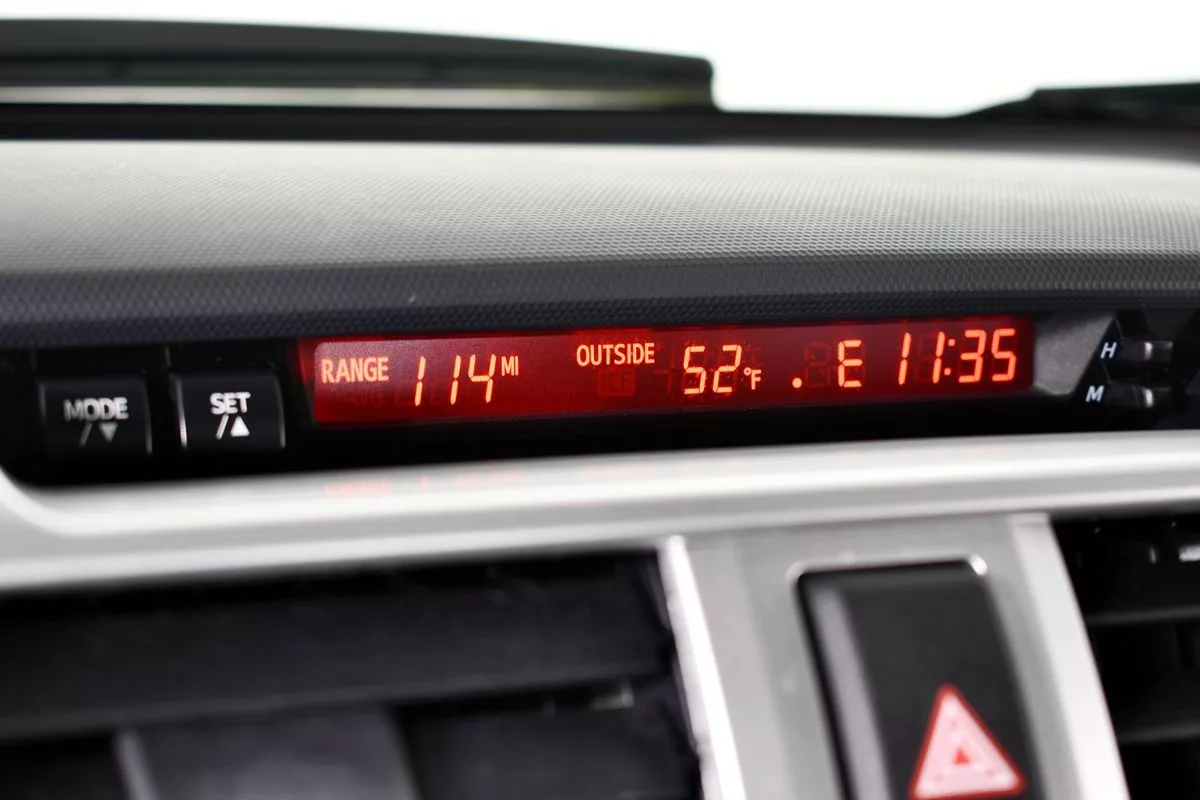 RANGE 114 MI OUTSIDE 52 °F . E 11:35
MODE /▼
SET /▲
H
M